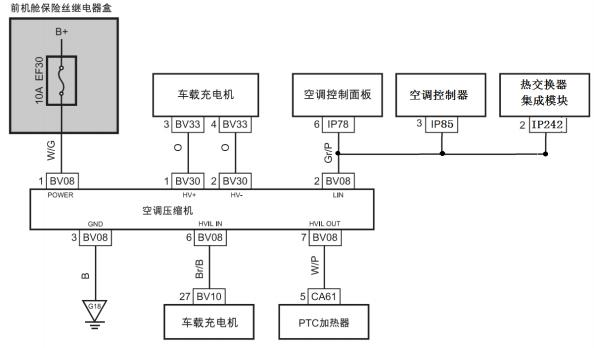 前机舱保险丝继电器盒
B+
10A EF30
车载充电机
空调控制面板
空调控制器
热交换器
集成模块
3 BV33 4 BV33
6 IP78
3 IP85
2 IP242
W/G
O
O
Gr/P
1 BV08
1 BV30 2 BV30
2 BV08
POWER
HV+
HV-
LIN
空调压缩机
GND
HVIL IN
HVIL OUT
3 BV08
6 BV08
7 BV08
B
Br/B
W/P
G18
27 BV10
5 CA61
车载充电机
PTC加热器